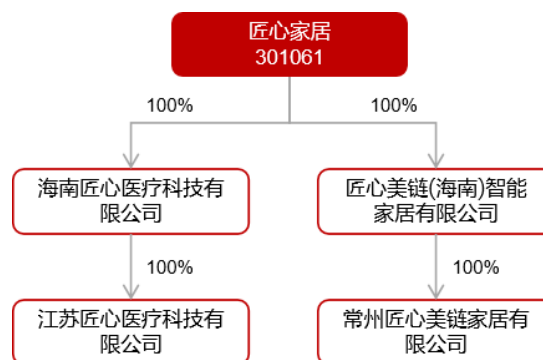 匠心家居
301061
100%
100%
海南匠心医疗科技有
限公司
匠心美链(海南)智能
家居有限公司
100%
100%
江苏匠心医疗科技有
限公司
常州匠心美链家居有
限公司